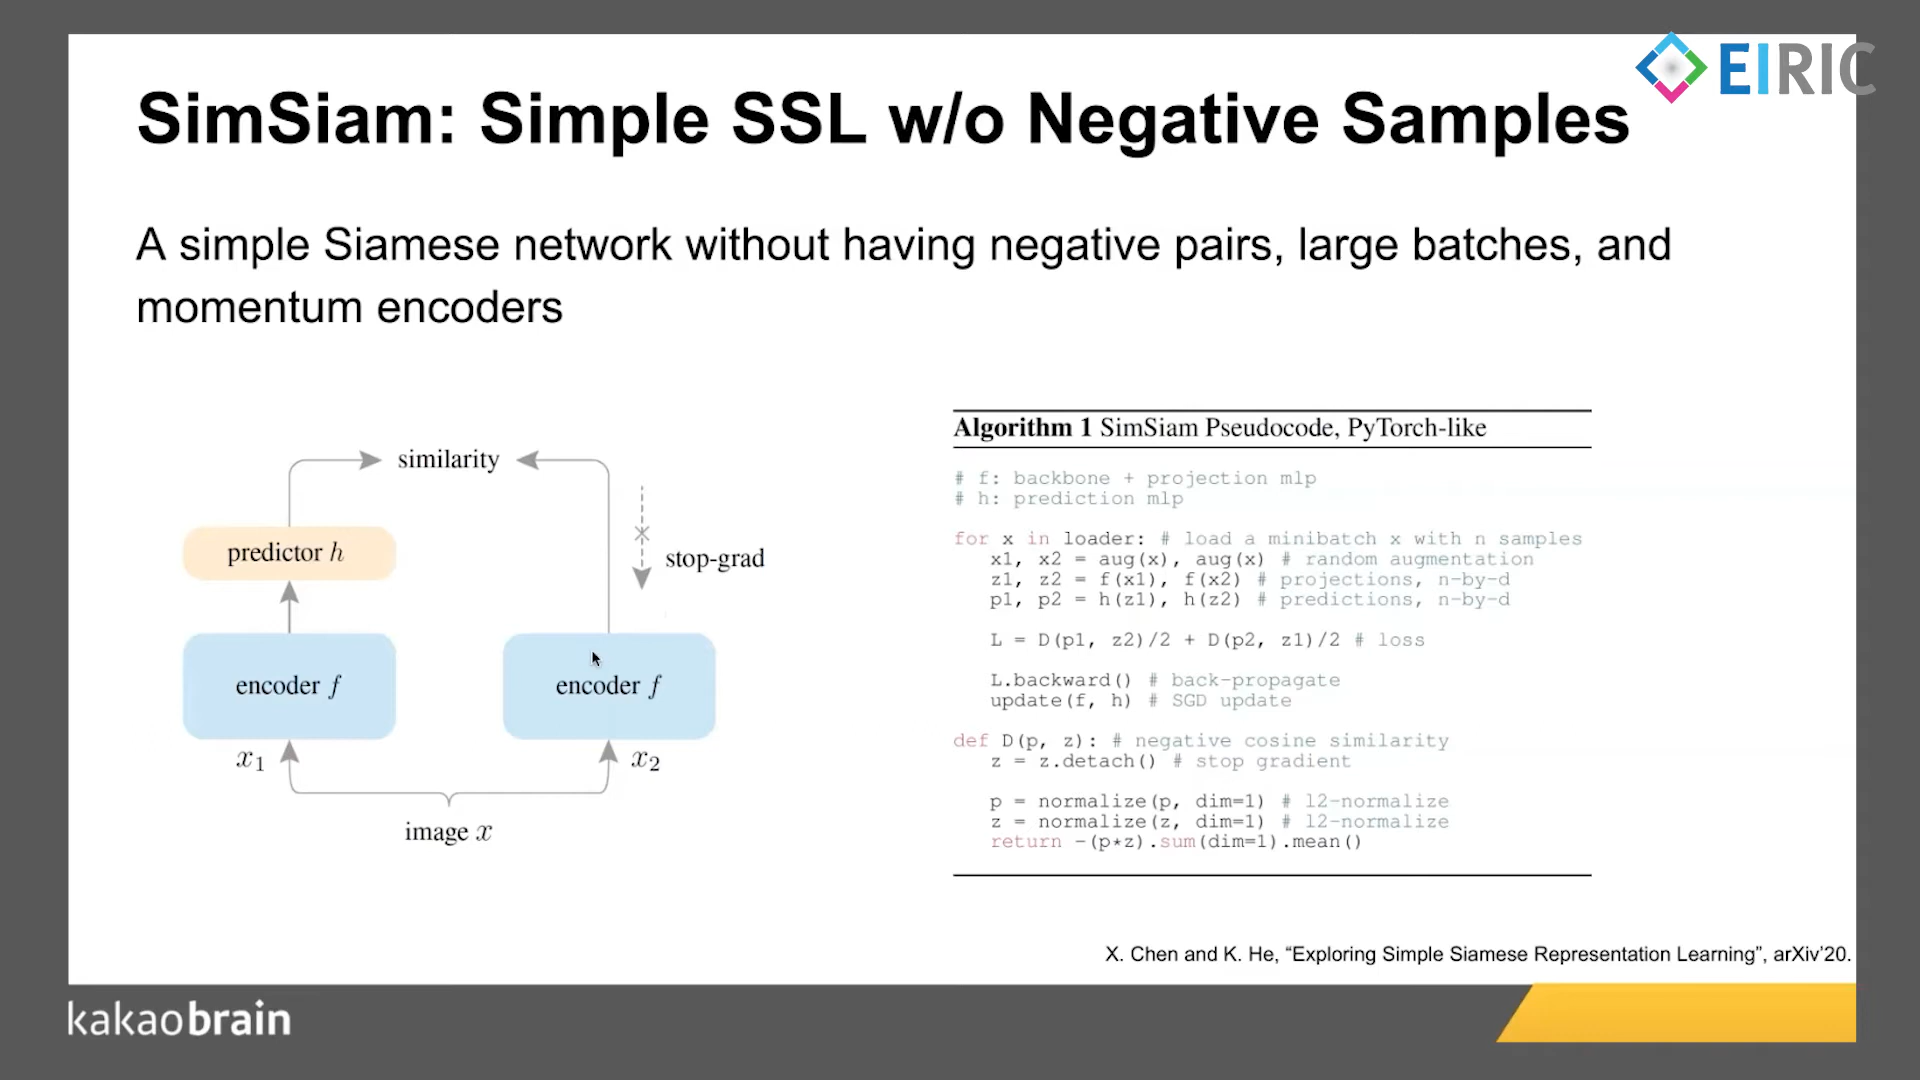 EIRIC
SimSiam: Simple SSL w/o Negative Samples
A simple Siamese network without having negative pairs, large batches, and
momentum encoders
similarity
predictor h
stop-grad
encoder f
encoder f
x1
x2
image x
Algorithm 1 SimSiam Pseudocode, PyTorch-like
# f: backbone + projection mlp
# h: prediction mlp
for x in loader: # load a minibatch x with n samples
x1, x2 = aug(x), aug(x) # random augmentation
z1, z2 = f(x1), f(x2) # projections, n-by-d
p1, p2 = h(z1), h(z2) # predictions, n-by-d
L = D(p1, z2)/2 + D(p2, z1)/2 # loss
L.backward() # back-propagate
update(f, h) # SGD update
def D(p, z): # negative cosine similarity
z = z.detach() # stop gradient
p = normalize(p, dim=1) # l2-normalize
z = normalize(z, dim=1) # l2-normalize
return -(p*z).sum(dim=1).mean()
X. Chen and K. He, “Exploring Simple Siamese Representation Learning”, arXiv’20.
kakaobrain